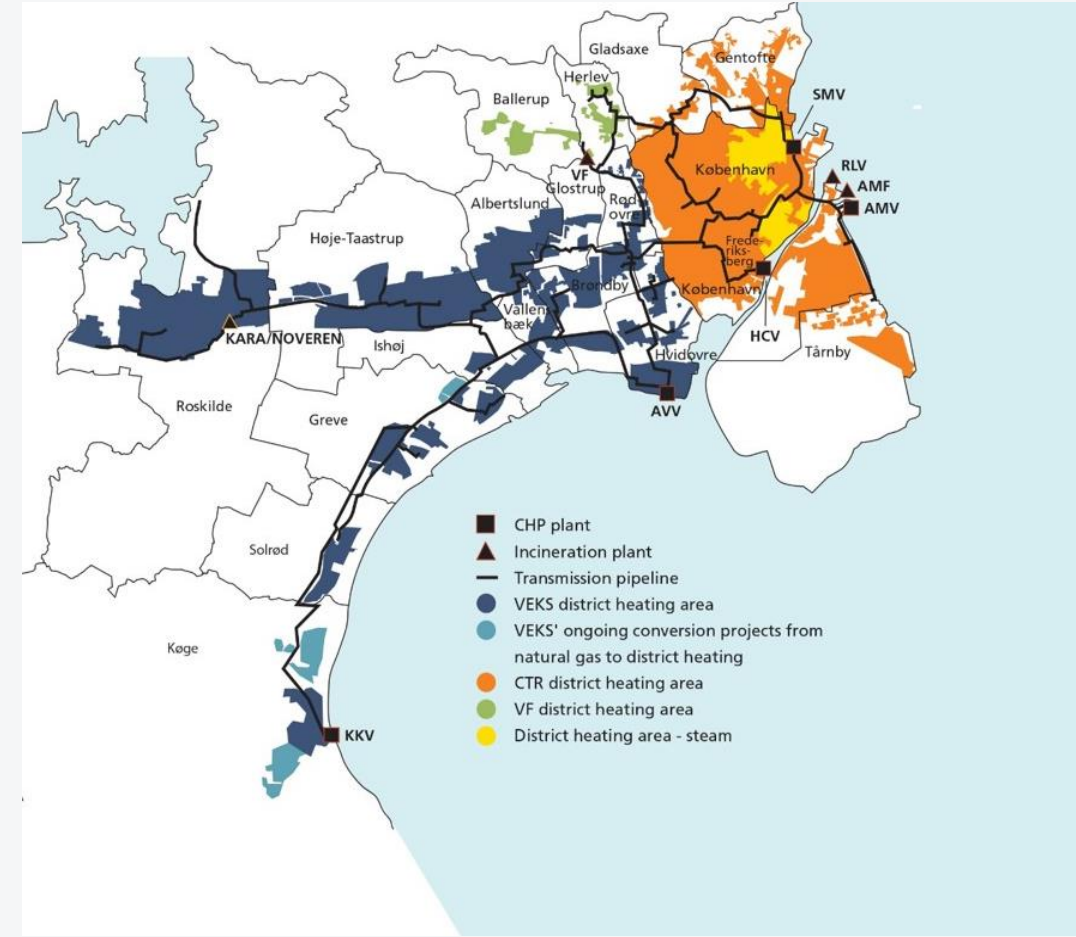 Gladsaxe
Gentofte
Herlev
SMV
Ballerup
København
RLV
VF
AMF
Glostrup
Albertslund
Rød-
ovre
AMV
Høje-Taastrup
Frede-
riks-
berg
Brøndby
København
Vallen-
bæk
KARA/NOVEREN
HCV
Ishøj
Hvidovre
Tårnby
Roskilde
AVV
Greve
CHP plant
Solrød
Incineration plant
Transmission pipeline
VEKS district heating area
VEKS' ongoing conversion projects from
natural gas to district heating
Køge
CTR district heating area
VF district heating area
KKV
District heating area - steam